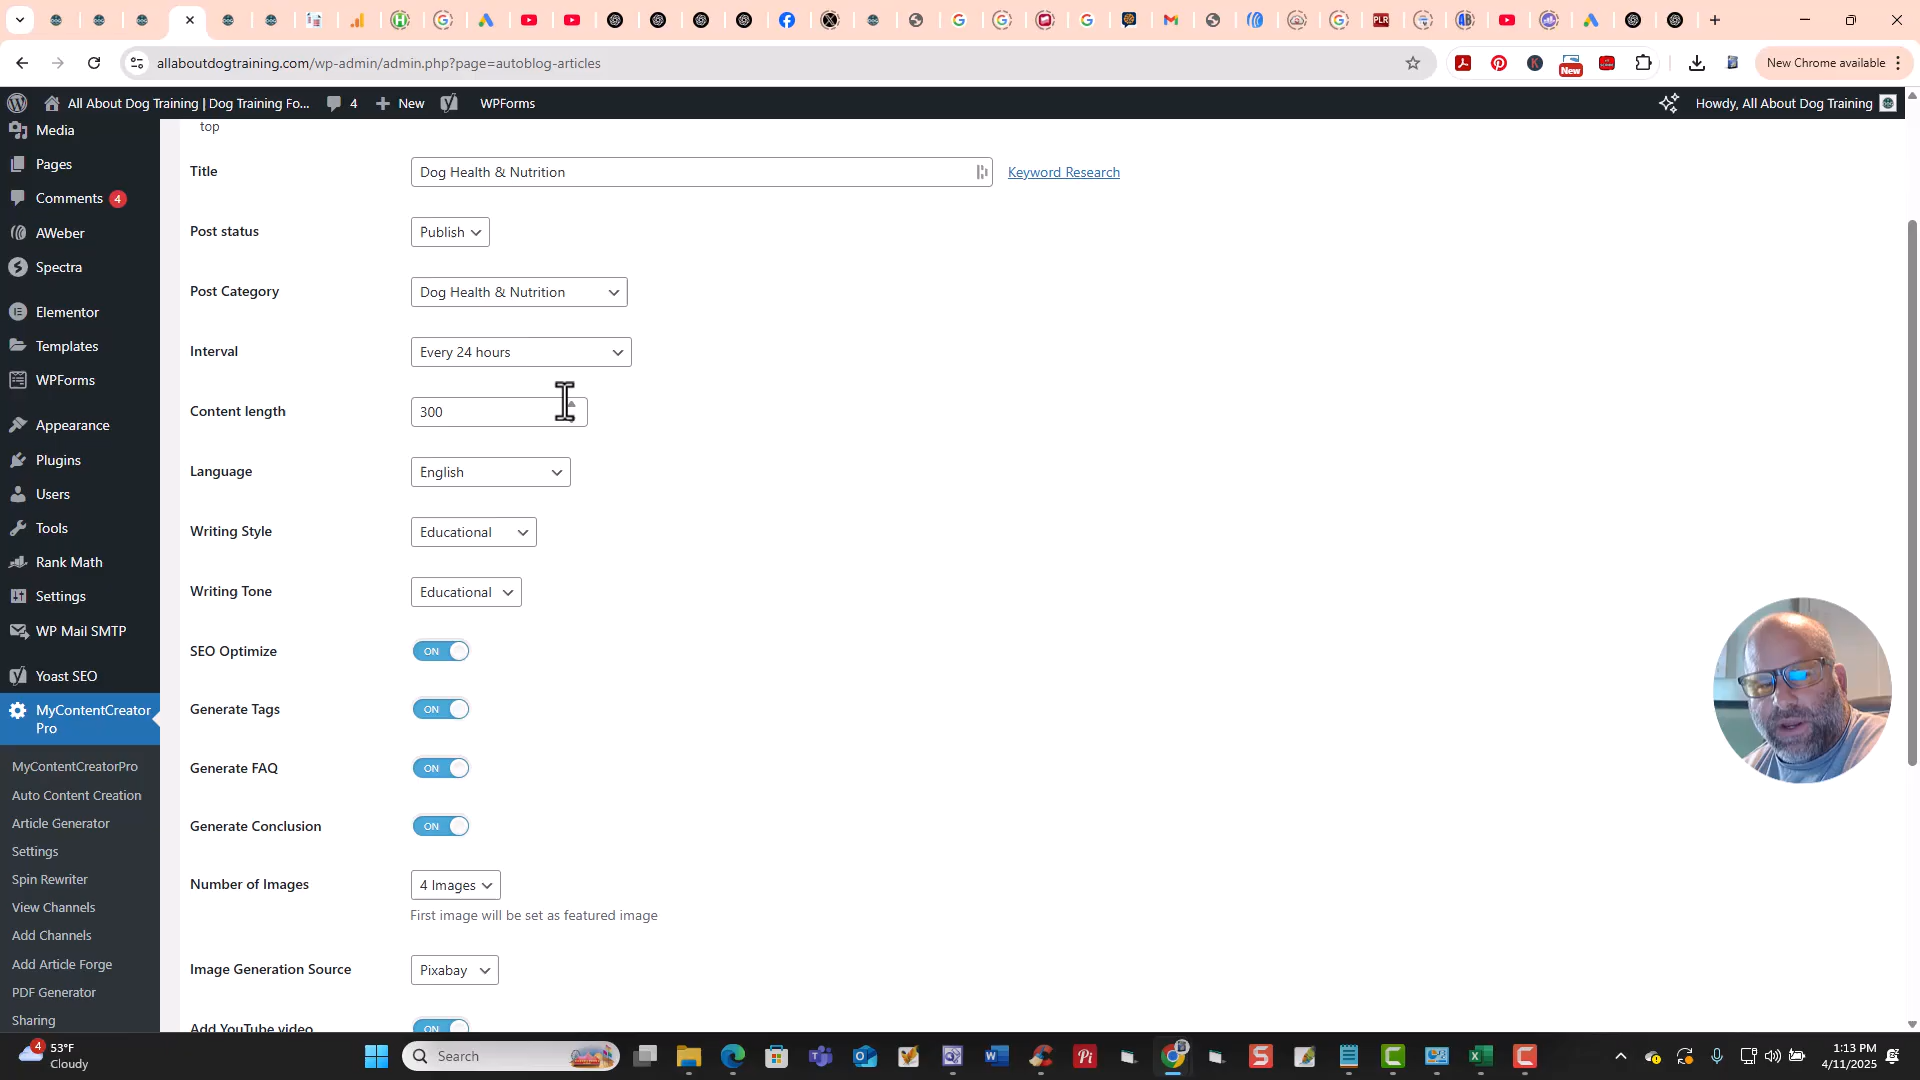 New Chrome available
allaboutdogtraining.com/wp-admin/admin.php?page=autoblog-articles
New
All About Dog Training | Dog Training Fo...
4
New
WPForms
Howdy, All About Dog Training
Media
Pages
Comments 4
AWeber
Spectra
Elementor
Templates
WPForms
Appearance
Plugins
Users
Tools
Rank Math
Settings
WP Mail SMTP
Yoast SEO
MyContentCreator
Pro
MyContentCreatorPro
Auto Content Creation
Article Generator
Settings
Spin Rewriter
View Channels
Add Channels
Add Article Forge
PDF Generator
Sharing
top
Title
Dog Health & Nutrition
Keyword Research
Post status
Publish
Post Category
Dog Health & Nutrition
Interval
Every 24 hours
Content length
300
Language
English
Writing Style
Educational
Writing Tone
Educational
SEO Optimize
ON
Generate Tags
ON
Generate FAQ
ON
Generate Conclusion
ON
Number of Images
4 Images
First image will be set as featured image
Image Generation Source
Pixabay
Add YouTube video
ON
4
53°F
Cloudy
Search
1:13 PM
4/11/2025